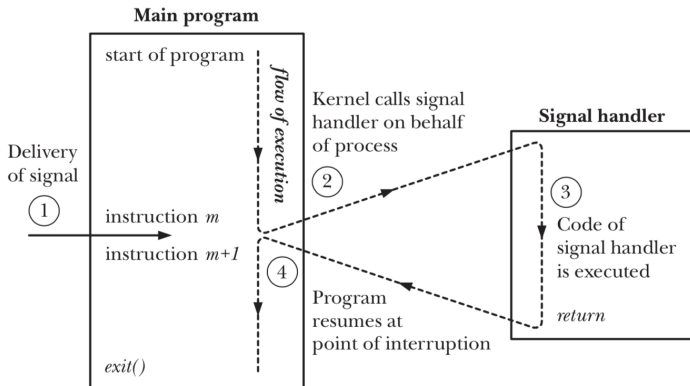 Main program
start of program
flow of execution
Kernel calls signal
handler on behalf
of process
2
Signal handler
Delivery
of signal
1
instruction m
instruction m+1
3
Code of
signal handler
is executed
return
4
Program
resumes at
point of interruption
exit()